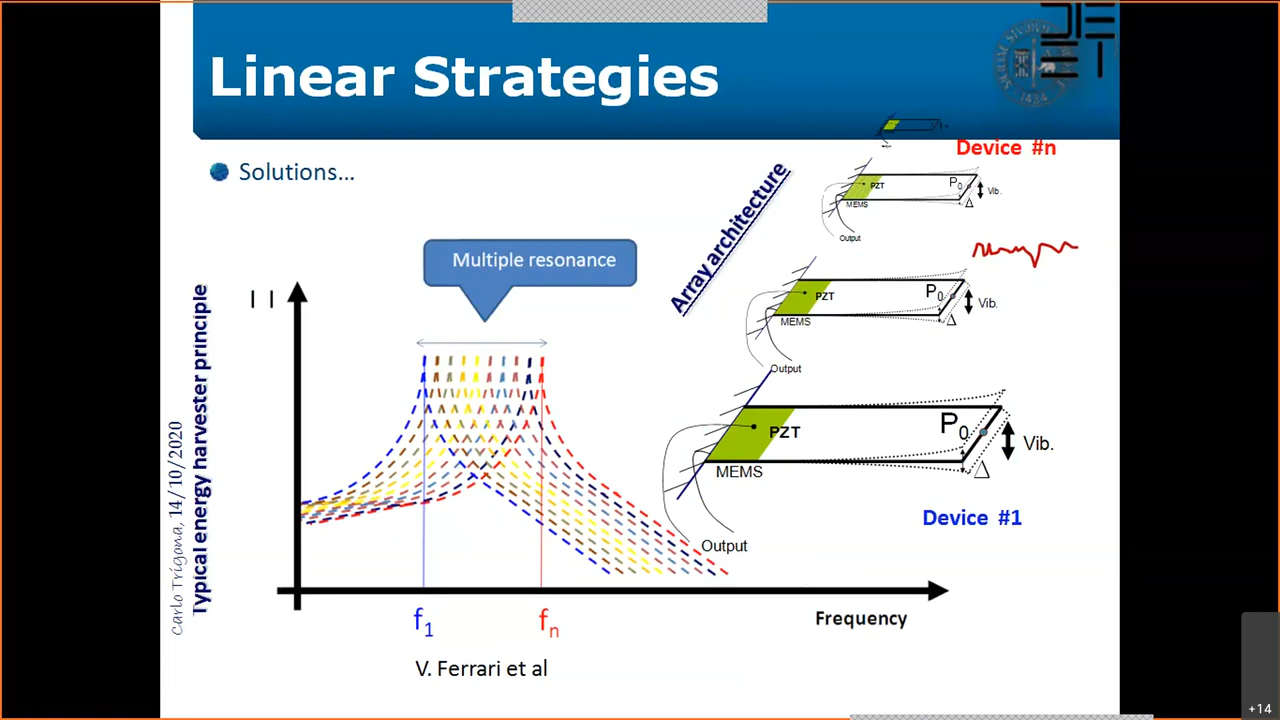 Linear Strategies
1434
Solutions...
Device #n
PZT
P0
Vib.
MEMS
Δ
Output
Array architecture
Multiple resonance
| |
PZT
P0
Vib.
MEMS
Δ
Output
PZT
P0
Vib.
MEMS
Δ
Output
Device #1
Typical energy harvester principle
Carlo Trigona, 14/10/2020
f1
fn
Frequency
V. Ferrari et al
+14